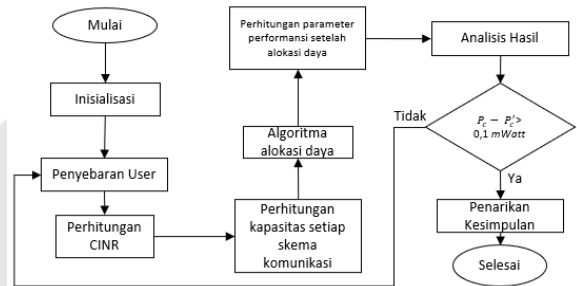 Mulai
Inisialisasi
Penyebaran User
Perhitungan
CINR
Perhitungan
kapasitas setiap
skema
komunikasi
Algoritma
alokasi daya
Perhitungan parameter
performansi setelah
alokasi daya
Analisis Hasil
P_c − P_c'>
0,1 mWatt
Tidak
Ya
Penarikan
Kesimpulan
Selesai